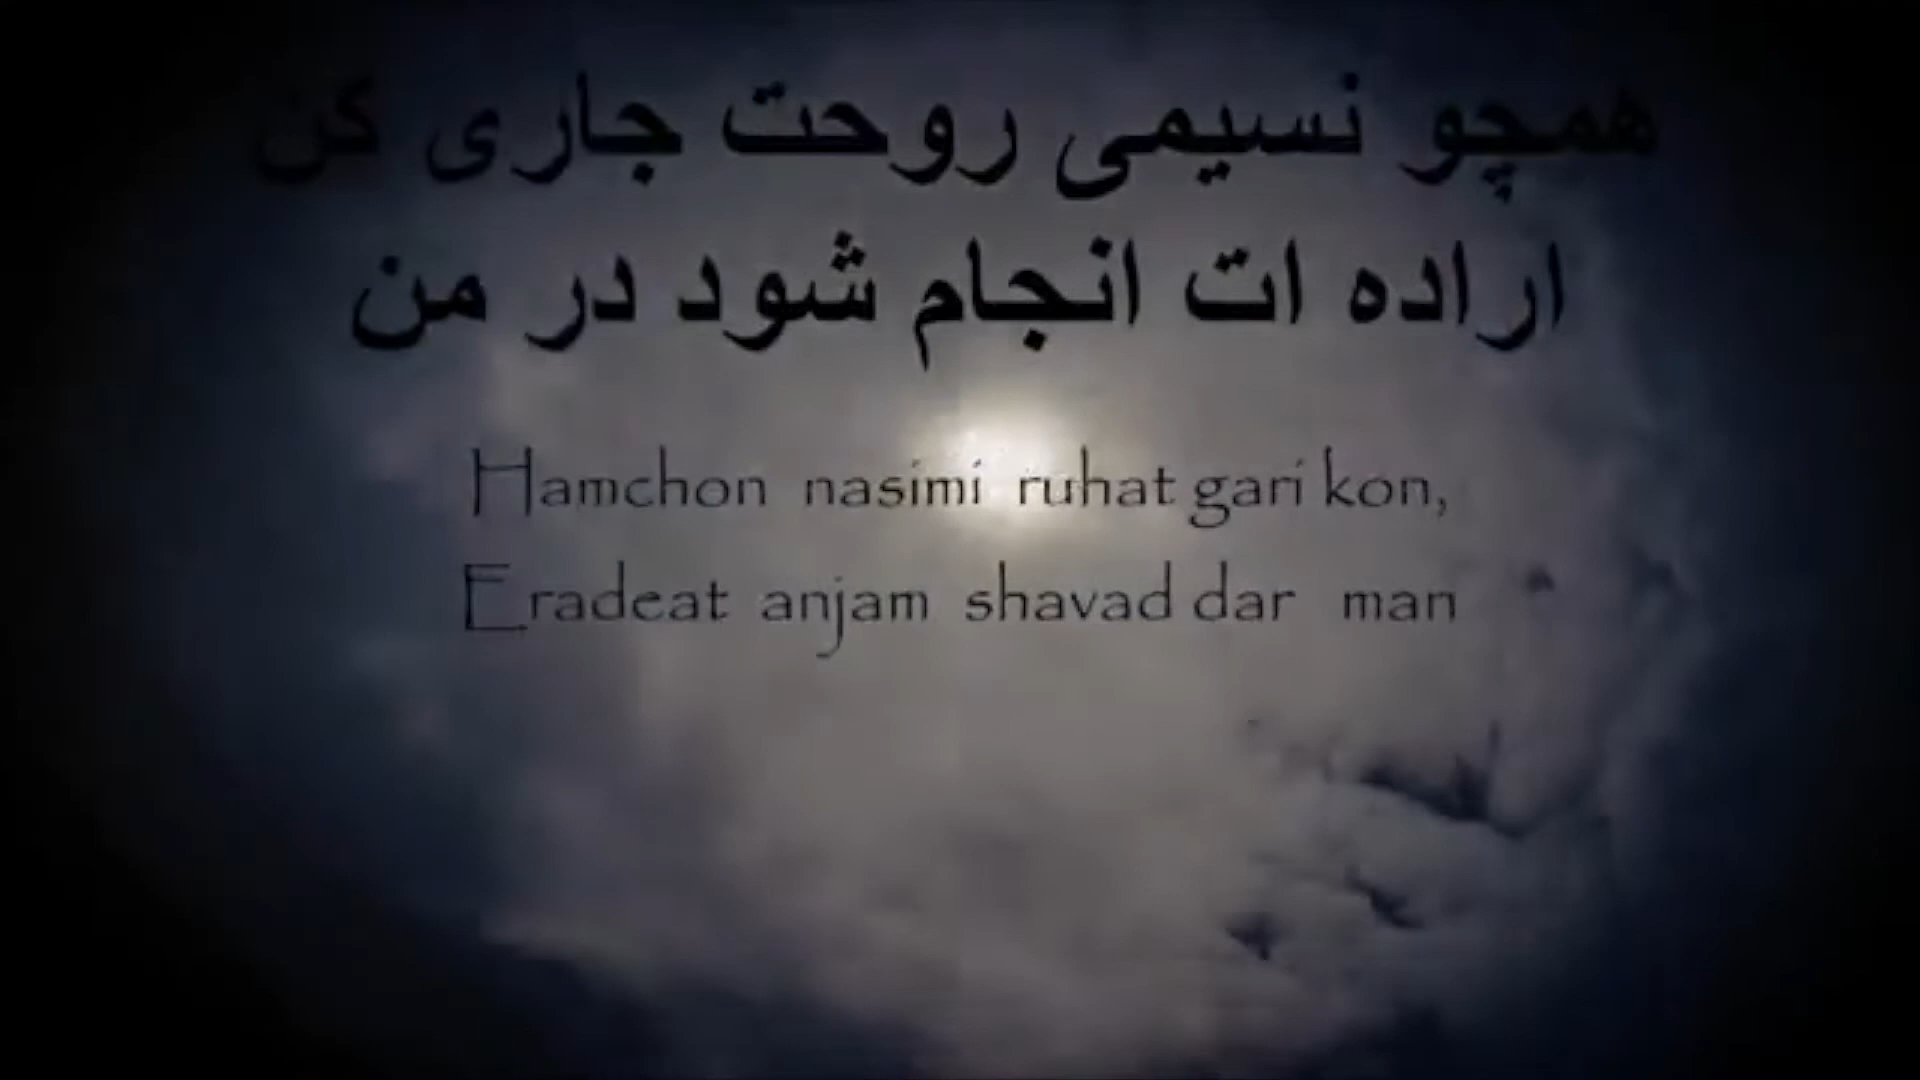 همچو نسیمی روحت جاری کن
اراده ات انجام شود در من
Hamchon nasimi ruhat gari kon,
Eradeat anjam shavad dar man